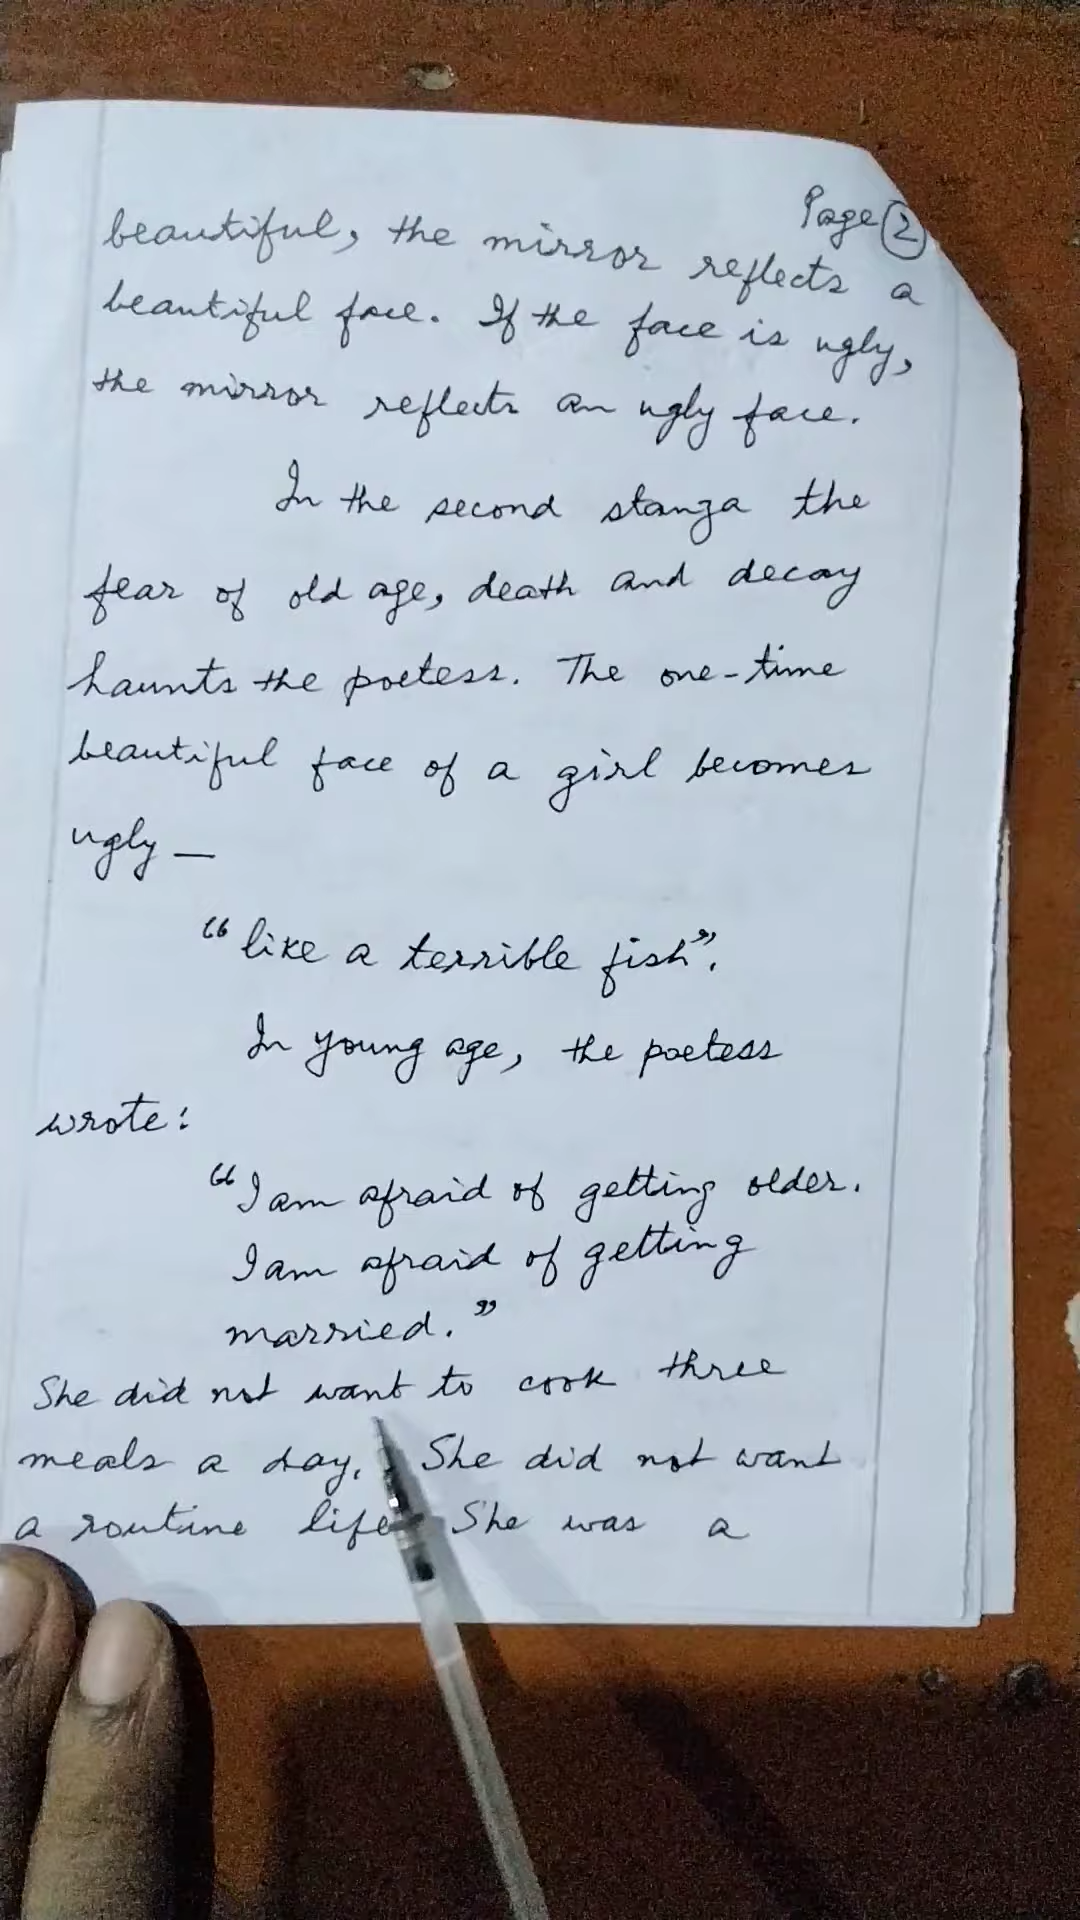 Page 2
beautiful, the mirror reflects a
beautiful face. If the face is ugly,
the mirror reflects an ugly face.
In the second stanza the
fear of old age, death and decay
haunts the poetess. The one-time
beautiful face of a girl becomes
ugly —
"like a terrible fish".
In young age, the poetess
wrote:
"I am afraid of getting older.
I am afraid of getting
married."
She did not want to cook three
meals a day. She did not want
a routine life. She was a